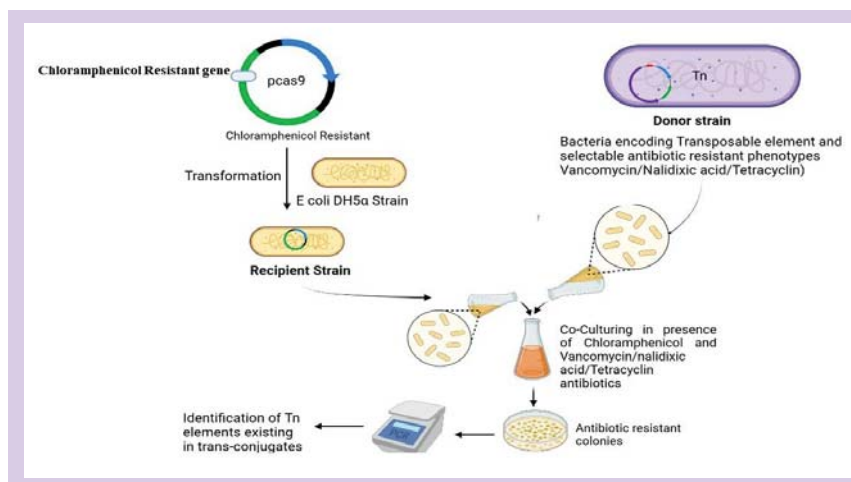 Chloramphenicol Resistant gene
pcas9
Chloramphenicol Resistant
Transformation
E coli DH5α Strain
Recipient Strain
Tn
Donor strain
Bacteria encoding Transposable element and
selectable antibiotic resistant phenotypes
Vancomycin/Nalidixic acid/Tetracyclin)
Co-Culturing in presence
of Chloramphenicol and
Vancomycin/nalidixic
acid/Tetracyclin
antibiotics
Antibiotic resistant
colonies
PCR
Identification of Tn
elements existing
in trans-conjugates